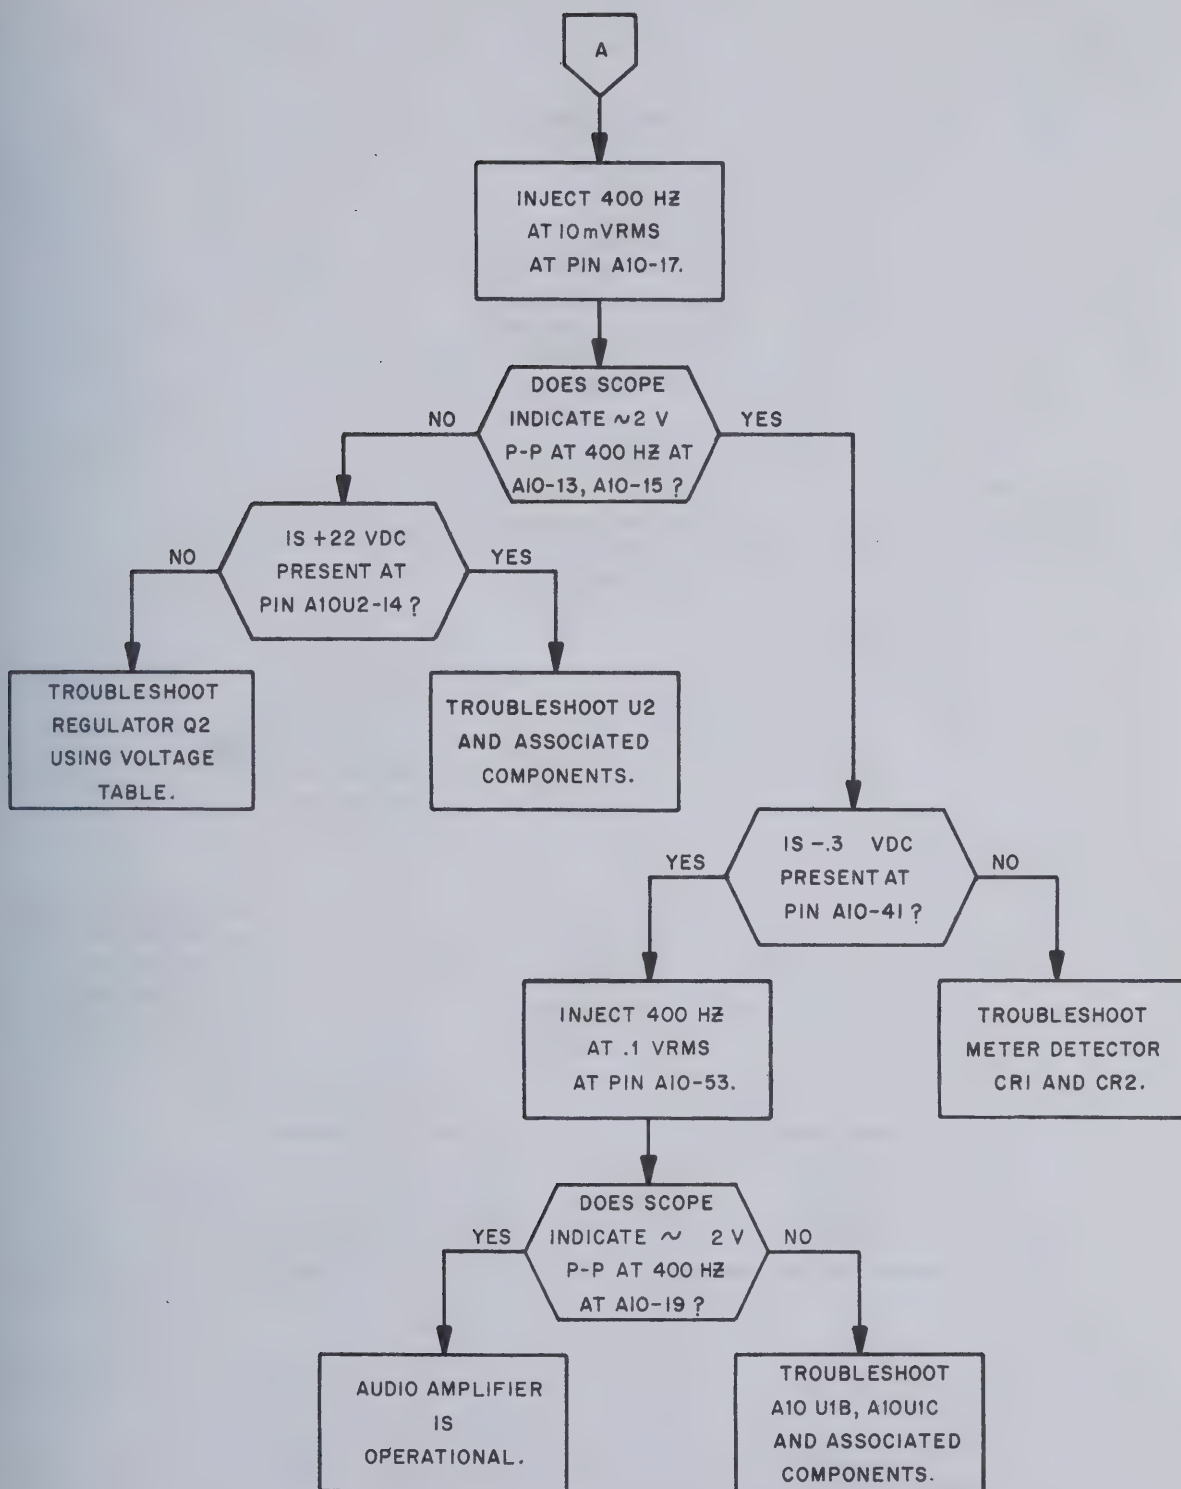 A
INJECT 400 HZ
AT 10mVRMS
AT PIN A10-17.
DOES SCOPE
INDICATE ~2 V
P-P AT 400 HZ AT
A10-13, A10-15 ?
NO
YES
IS +22 VDC
PRESENT AT
PIN A10U2-14 ?
NO
YES
TROUBLESHOOT
REGULATOR Q2
USING VOLTAGE
TABLE.
TROUBLESHOOT U2
AND ASSOCIATED
COMPONENTS.
IS -.3 VDC
PRESENT AT
PIN A10-41 ?
YES
NO
INJECT 400 HZ
AT .1 VRMS
AT PIN A10-53.
TROUBLESHOOT
METER DETECTOR
CR1 AND CR2.
DOES SCOPE
INDICATE ~ 2 V
P-P AT 400 HZ
AT A10-19 ?
YES
NO
AUDIO AMPLIFIER
IS
OPERATIONAL.
TROUBLESHOOT
A10 U1B, A10U1C
AND ASSOCIATED
COMPONENTS.